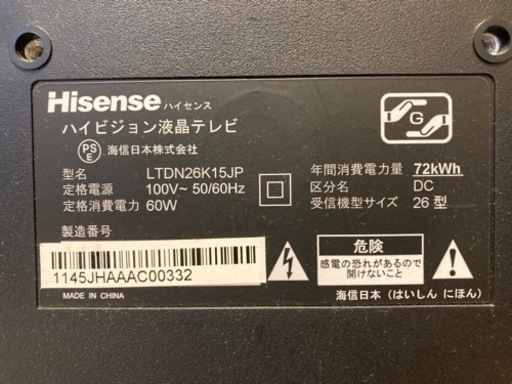 Hisense ハイセンス
ハイビジョン液晶テレビ
PS
E 海信日本株式会社
型名 LTDN26K15JP
定格電源 100V~ 50/60Hz
定格消費電力 60W
製造番号
1145JHAAAC00332
MADE IN CHINA
G
年間消費電力量 72kWh
区分名 DC
受信機型サイズ 26 型
危険
感電の恐れがあるので
開けないこと
海信日本（はいしん にほん）